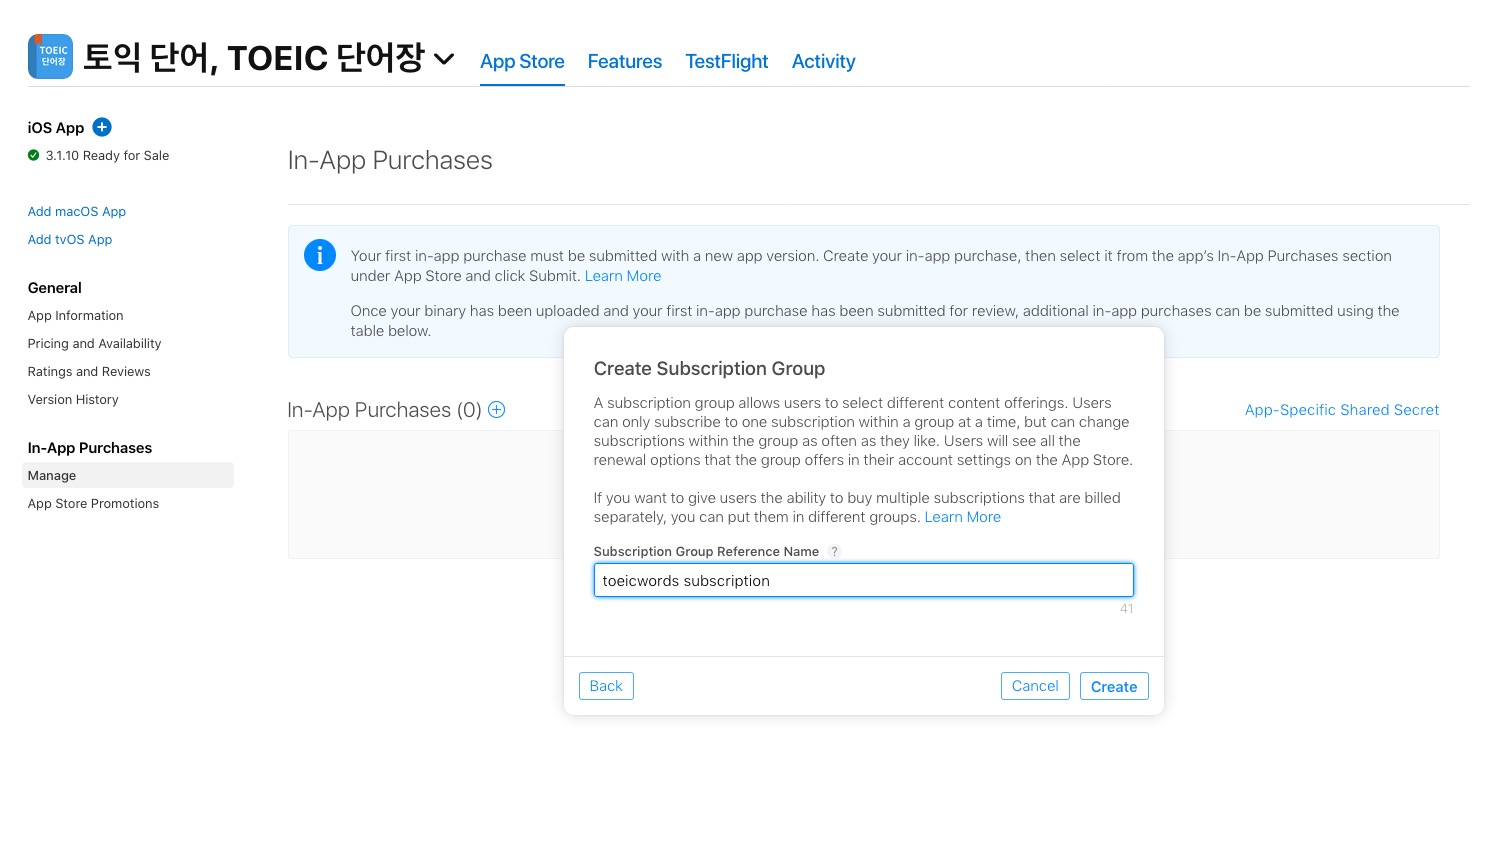 TOEIC
단어장
토익 단어, TOEIC 단어장
App Store
Features
TestFlight
Activity
iOS App
3.1.10 Ready for Sale
Add macOS App
Add tvOS App
General
App Information
Pricing and Availability
Ratings and Reviews
Version History
In-App Purchases
Manage
App Store Promotions
In-App Purchases
Your first in-app purchase must be submitted with a new app version. Create your in-app purchase, then select it from the app's In-App Purchases section
under App Store and click Submit. Learn More
Once your binary has been uploaded and your first in-app purchase has been submitted for review, additional in-app purchases can be submitted using the
table below.
In-App Purchases (0)
App-Specific Shared Secret
Create Subscription Group
A subscription group allows users to select different content offerings. Users
can only subscribe to one subscription within a group at a time, but can change
subscriptions within the group as often as they like. Users will see all the
renewal options that the group offers in their account settings on the App Store.
If you want to give users the ability to buy multiple subscriptions that are billed
separately, you can put them in different groups. Learn More
Subscription Group Reference Name ?
toeicwords subscription
41
Back
Cancel
Create